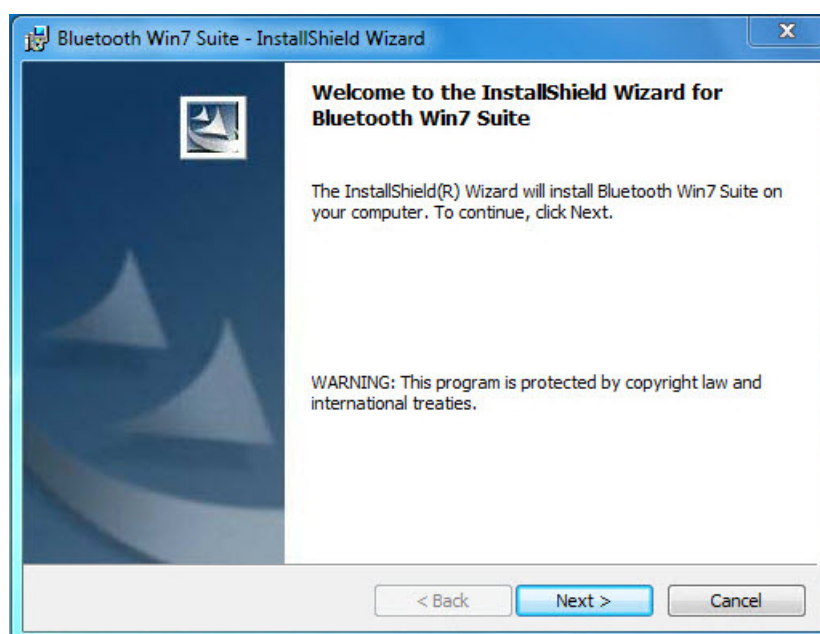 Bluetooth Win7 Suite - InstallShield Wizard
Welcome to the InstallShield Wizard for
Bluetooth Win7 Suite
The InstallShield(R) Wizard will install Bluetooth Win7 Suite on
your computer. To continue, click Next.
WARNING: This program is protected by copyright law and
international treaties.
< Back Next > Cancel